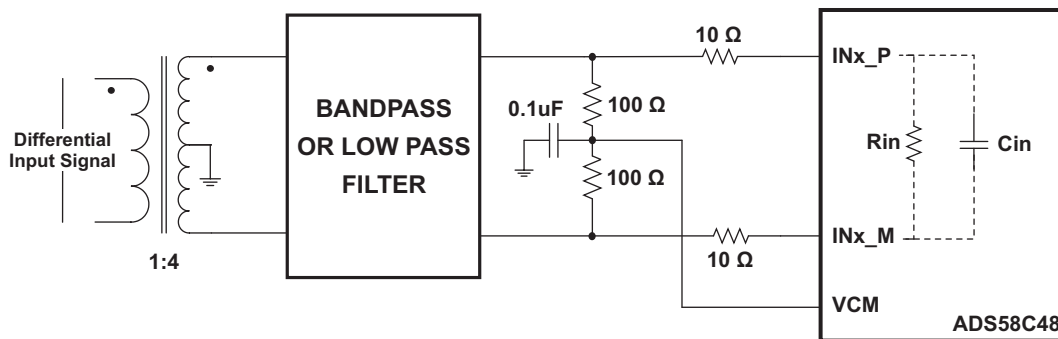 Differential
Input Signal
1:4
BANDPASS
OR LOW PASS
FILTER
0.1uF
100 Ω
100 Ω
10 Ω
10 Ω
INx_P
Rin
Cin
INx_M
VCM
ADS58C48